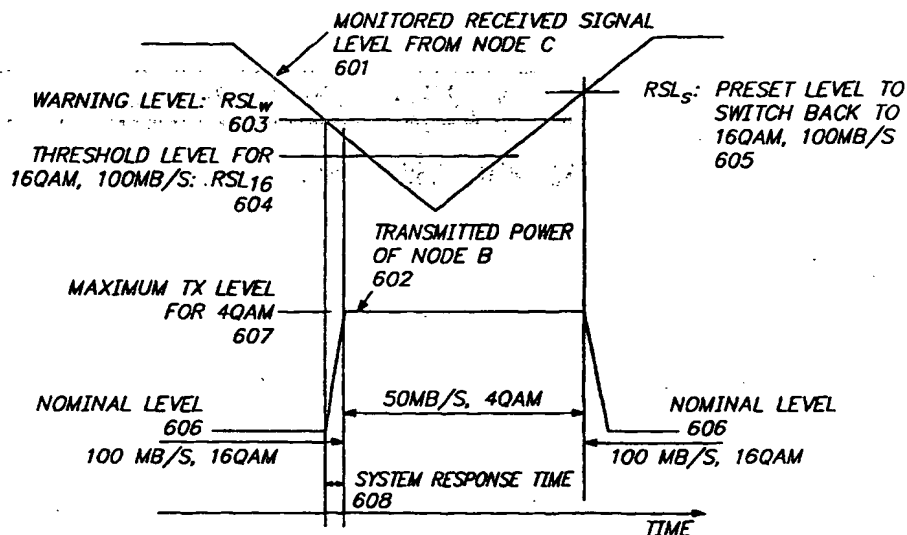 MONITORED RECEIVED SIGNAL
LEVEL FROM NODE C
601
WARNING LEVEL: RSLW
603
RSLS: PRESET LEVEL TO
SWITCH BACK TO
16QAM, 100MB/S
605
THRESHOLD LEVEL FOR
16QAM, 100MB/S: RSL16
604
TRANSMITTED POWER
OF NODE B
602
MAXIMUM TX LEVEL
FOR 4QAM
607
50MB/S, 4QAM
NOMINAL LEVEL
606
100 MB/S, 16QAM
NOMINAL LEVEL
606
100 MB/S, 16QAM
SYSTEM RESPONSE TIME
608
TIME